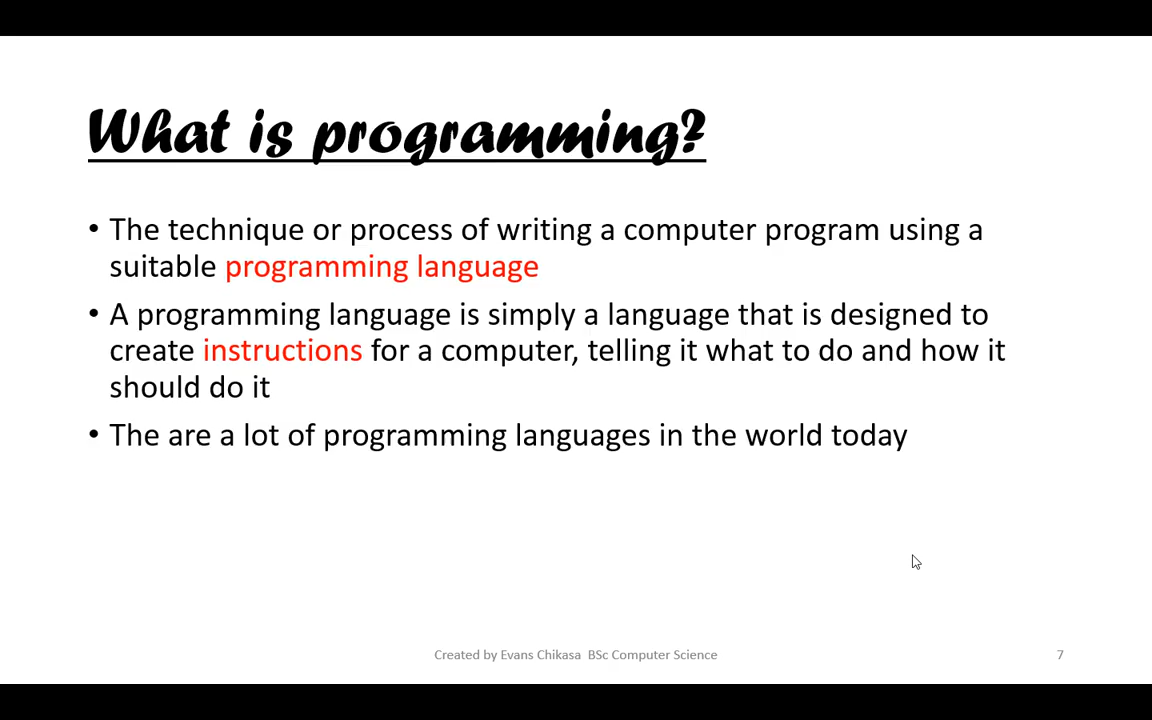 What is programming?
• The technique or process of writing a computer program using a
suitable programming language
• A programming language is simply a language that is designed to
create instructions for a computer, telling it what to do and how it
should do it
• The are a lot of programming languages in the world today
Created by Evans Chikasa BSc Computer Science
7